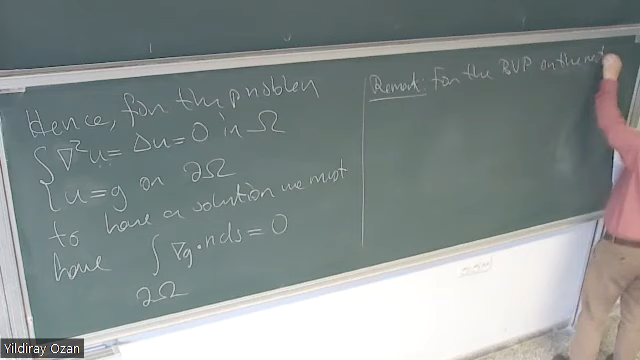 Hence, for the problem
{ ∇²u = Δu = 0 in Ω
u = g on ∂Ω
to have a solution we must
have ∫_{∂Ω} ∇g · n ds = 0
Remark: For the BVP on the
Yildiray Ozan